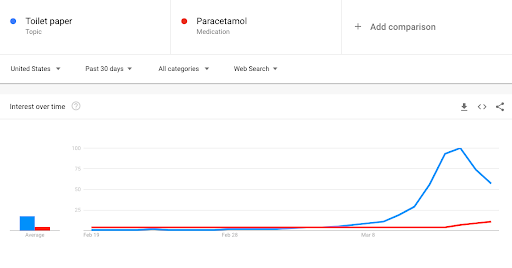 Toilet paper
Topic
Paracetamol
Medication
+ Add comparison
United States
Past 30 days
All categories
Web Search
Interest over time
?
100
75
50
25
Average
Feb 18
Feb 28
Mar 8